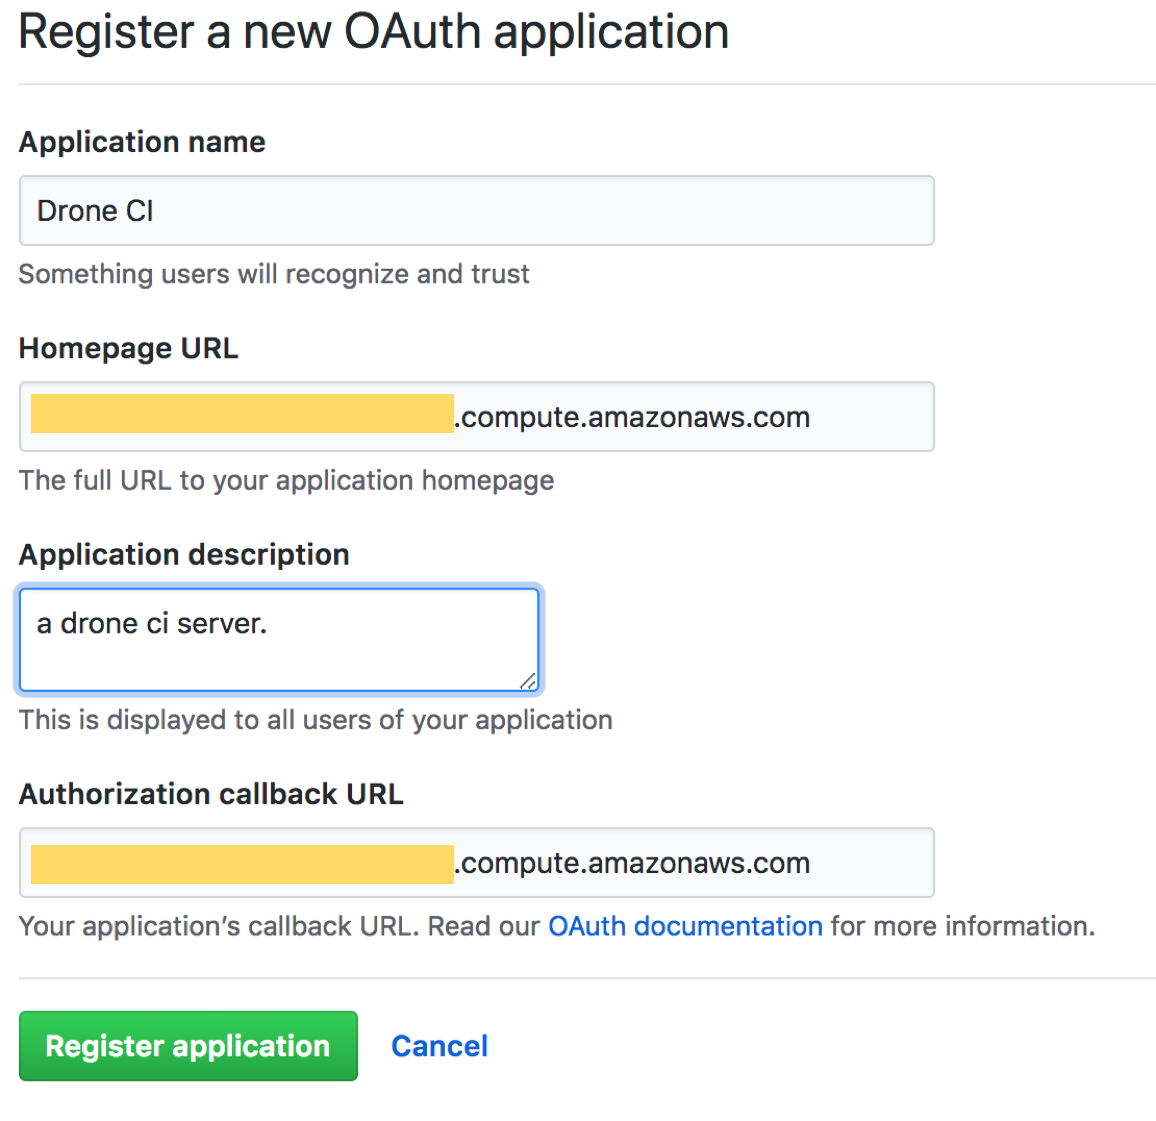 Register a new OAuth application
Application name
Drone CI
Something users will recognize and trust
Homepage URL
.compute.amazonaws.com
The full URL to your application homepage
Application description
a drone ci server.
This is displayed to all users of your application
Authorization callback URL
.compute.amazonaws.com
Your application’s callback URL. Read our OAuth documentation for more information.
Register application Cancel